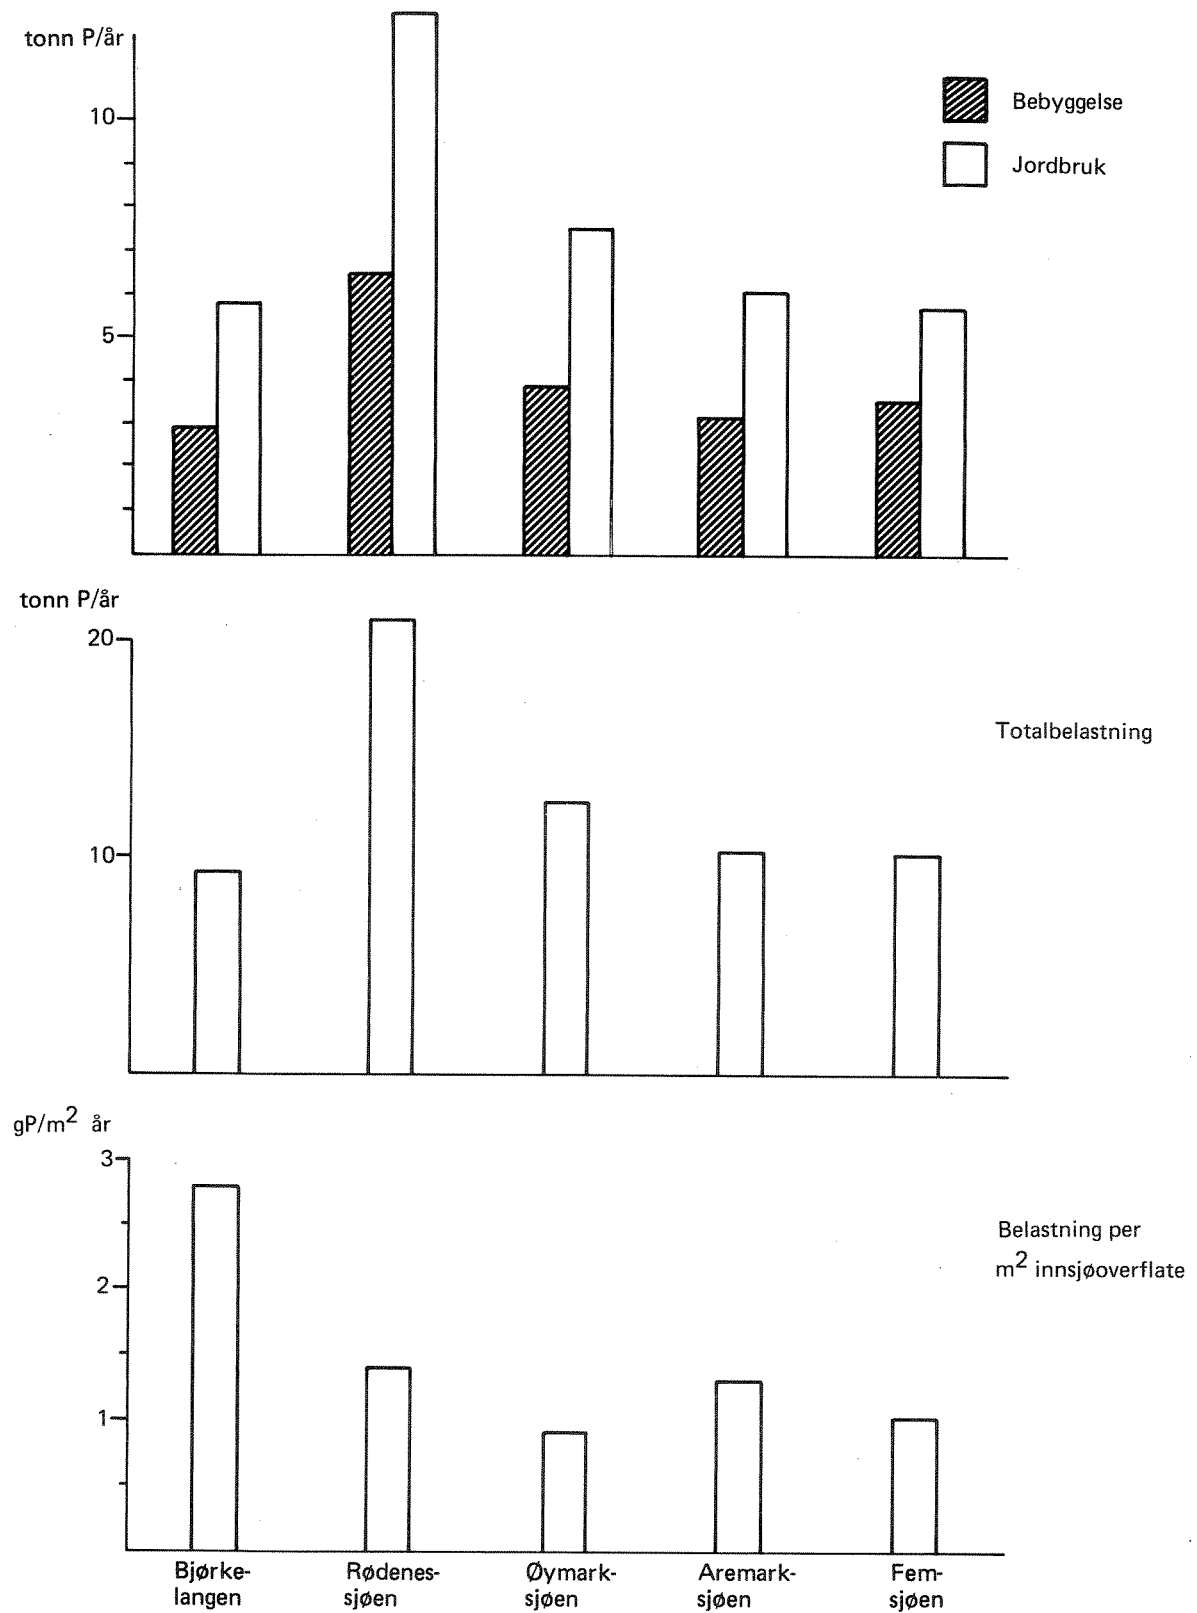 tonn P/år
10
5
Bebyggelse
Jordbruk
tonn P/år
20
10
Totalbelastning
gP/m² år
3
2
1
Belastning per
m² innsjøoverflate
Bjørke-
langen
Rødenes-
sjøen
Øymark-
sjøen
Aremark-
sjøen
Fem-
sjøen